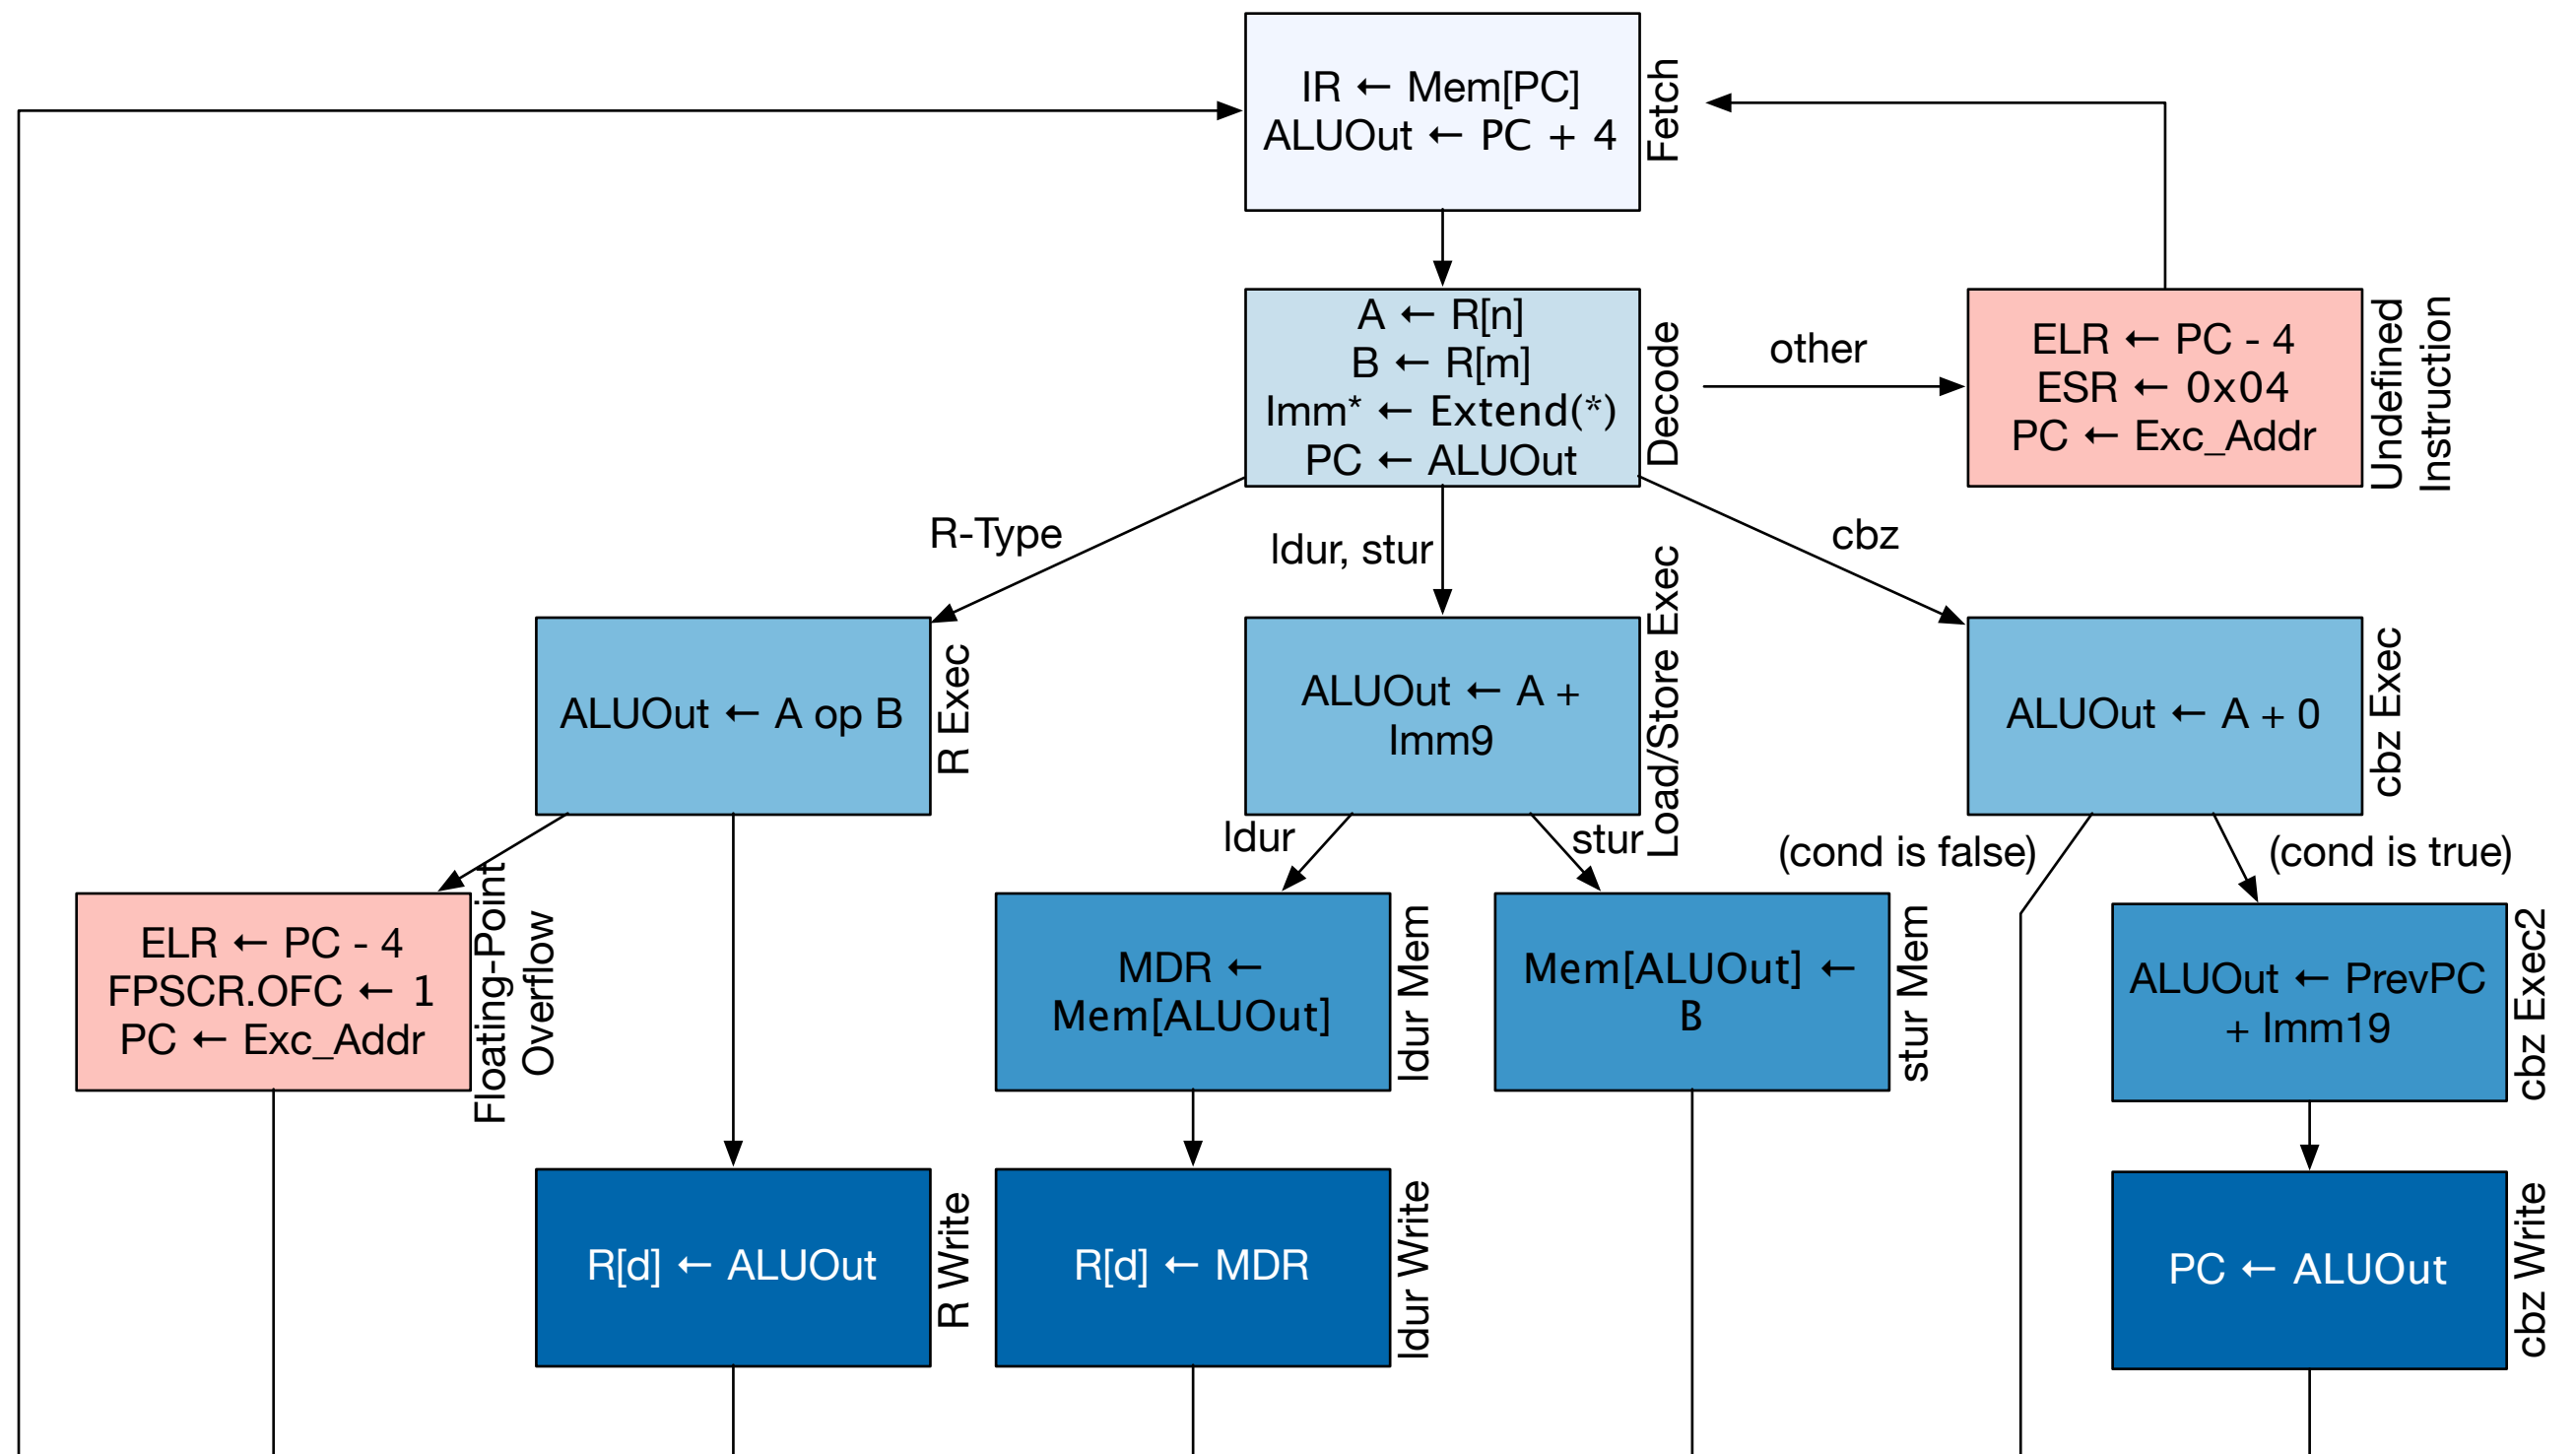 IR ← Mem[PC]
ALUOut ← PC + 4
Fetch
A ← R[n]
B ← R[m]
Imm* ← Extend(*)
PC ← ALUOut
Decode
other
ELR ← PC - 4
ESR ← 0x04
PC ← Exc_Addr
Undefined
Instruction
R-Type
ldur, stur
cbz
ALUOut ← A op B
R Exec
ALUOut ← A +
Imm9
Load/Store Exec
ALUOut ← A + 0
cbz Exec
ldur
stur
(cond is false)
(cond is true)
ELR ← PC - 4
FPSCR.OFC ← 1
PC ← Exc_Addr
Floating-Point
Overflow
MDR ←
Mem[ALUOut]
ldur Mem
Mem[ALUOut] ←
B
stur Mem
ALUOut ← PrevPC
+ Imm19
cbz Exec2
R[d] ← ALUOut
R Write
R[d] ← MDR
ldur Write
PC ← ALUOut
cbz Write